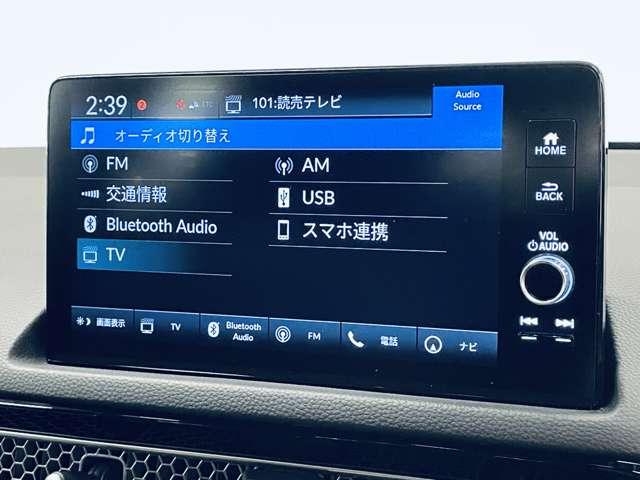 2:39 2 ETC 101:読売テレビ Audio Source
オーディオ切り替え
FM
AM
交通情報
USB
Bluetooth Audio
スマホ連携
TV
画面表示
TV
Bluetooth Audio
FM
電話
ナビ
HOME
BACK
VOL
AUDIO